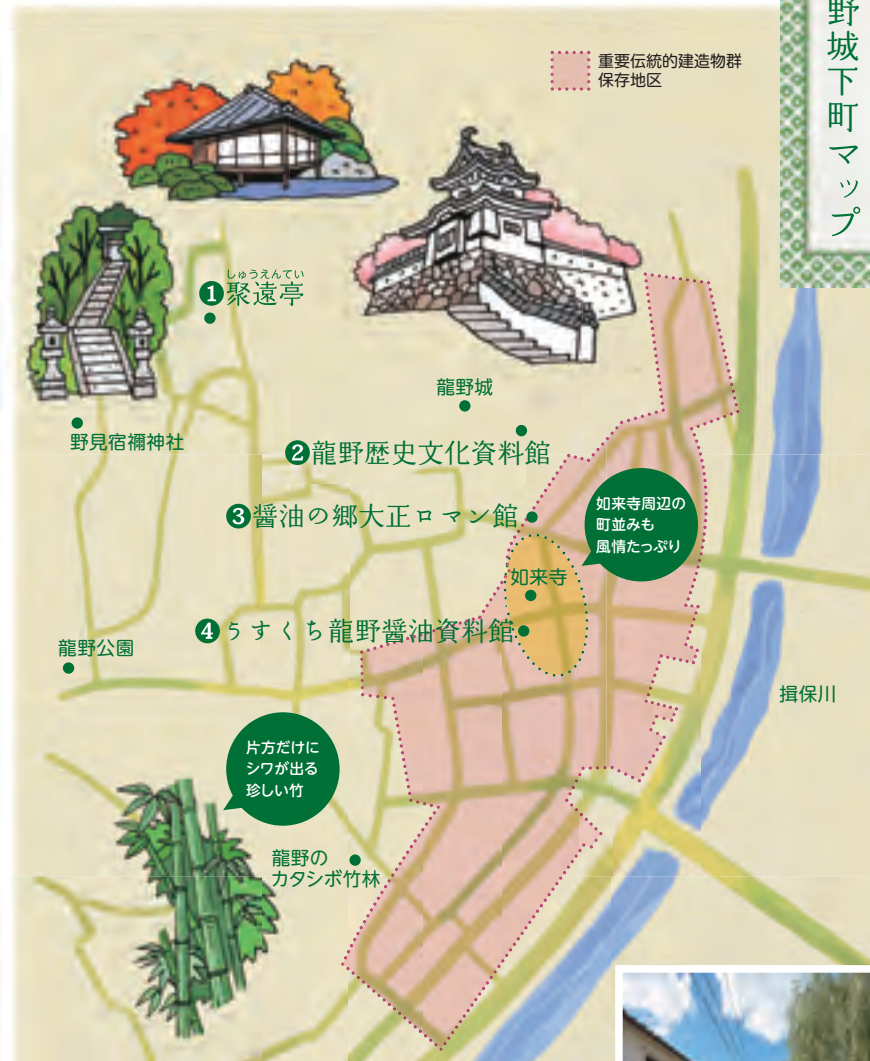 野城下町マップ
重要伝統的建造物群
保存地区
しゅうえんてい
❶聚遠亭
龍野城
野見宿禰神社
❷龍野歴史文化資料館
❸醤油の郷大正ロマン館
如来寺周辺の
町並みも
風情たっぷり
如来寺
❹うすくち龍野醤油資料館
龍野公園
揖保川
片方だけに
シワが出る
珍しい竹
龍野の
カタシボ竹林